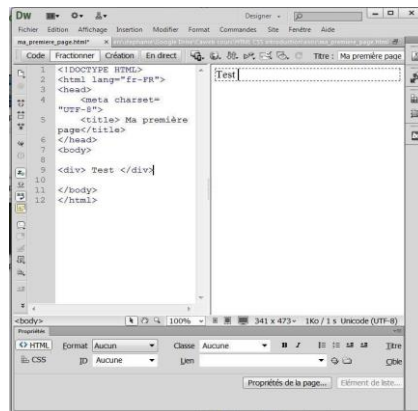 Dw Designer
Fichier Edition Affichage Insertion Modifier Format Commandes Site Fenêtre Aide
ma_premiere_page.html* ×
Code Fractionner Création En direct Titre : Ma première page
1 <!DOCTYPE HTML>
2 <html lang="fr-FR">
3 <head>
4 <meta charset=
"UTF-8">
5 <title> Ma première
page</title>
6 </head>
7 <body>
8
9 <div> Test </div>
10
11 </body>
12 </html>
Test
<body> 100% 341 x 473 1Ko / 1 s Unicode (UTF-8)
Propriétés
<> HTML Format Aucun Classe Aucune B I Titre
CSS ID Aucune Lien Cible
Propriétés de la page... Elément de liste...